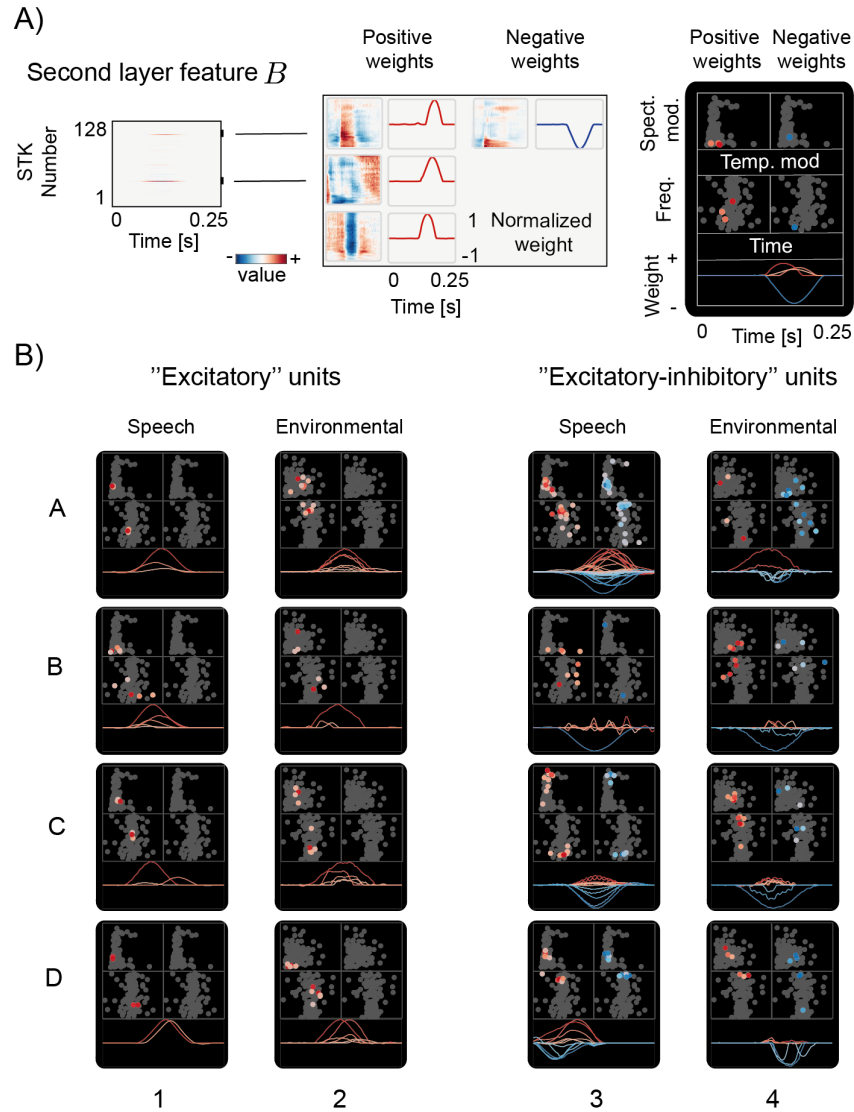 A)
Second layer feature B
Positive weights
Negative weights
Positive weights
Negative weights
STK Number
128
1
0
0.25
Time [s]
-
+
value
Normalized weight
1
-1
0
0.25
Time [s]
Spect. mod.
Temp. mod
Freq.
Time
Weight
+
-
0
0.25
Time [s]
B)
”Excitatory” units
”Excitatory-inhibitory” units
Speech
Environmental
Speech
Environmental
A
B
C
D
1
2
3
4